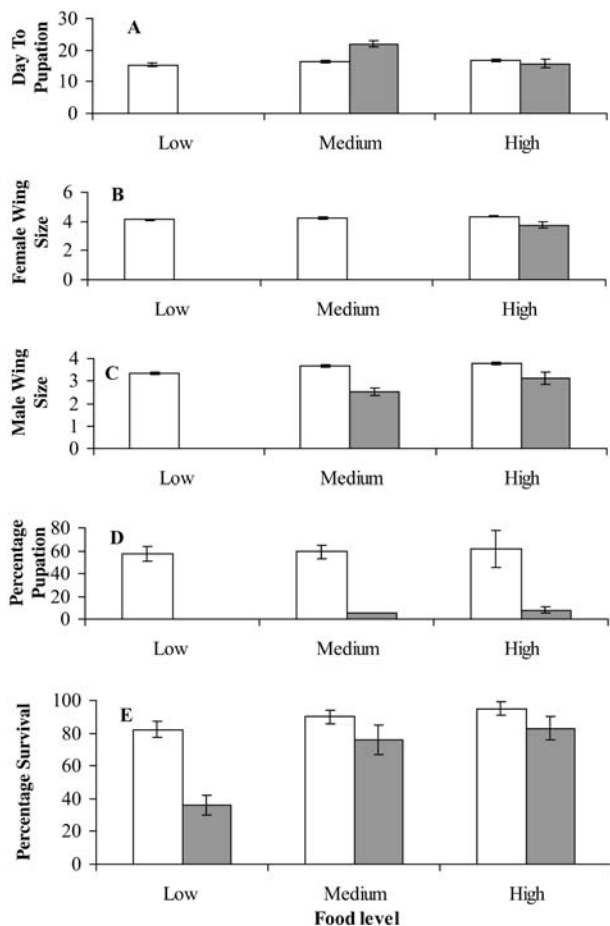 A
Day To
Pupation
30
20
10
0
Low
Medium
High
B
Female Wing
Size
6
4
2
0
Low
Medium
High
C
Male Wing
Size
4
3
2
1
0
Low
Medium
High
D
Percentage
Pupation
80
60
40
20
0
Low
Medium
High
E
Percentage Survival
100
80
60
40
20
0
Low
Medium
High
Food level